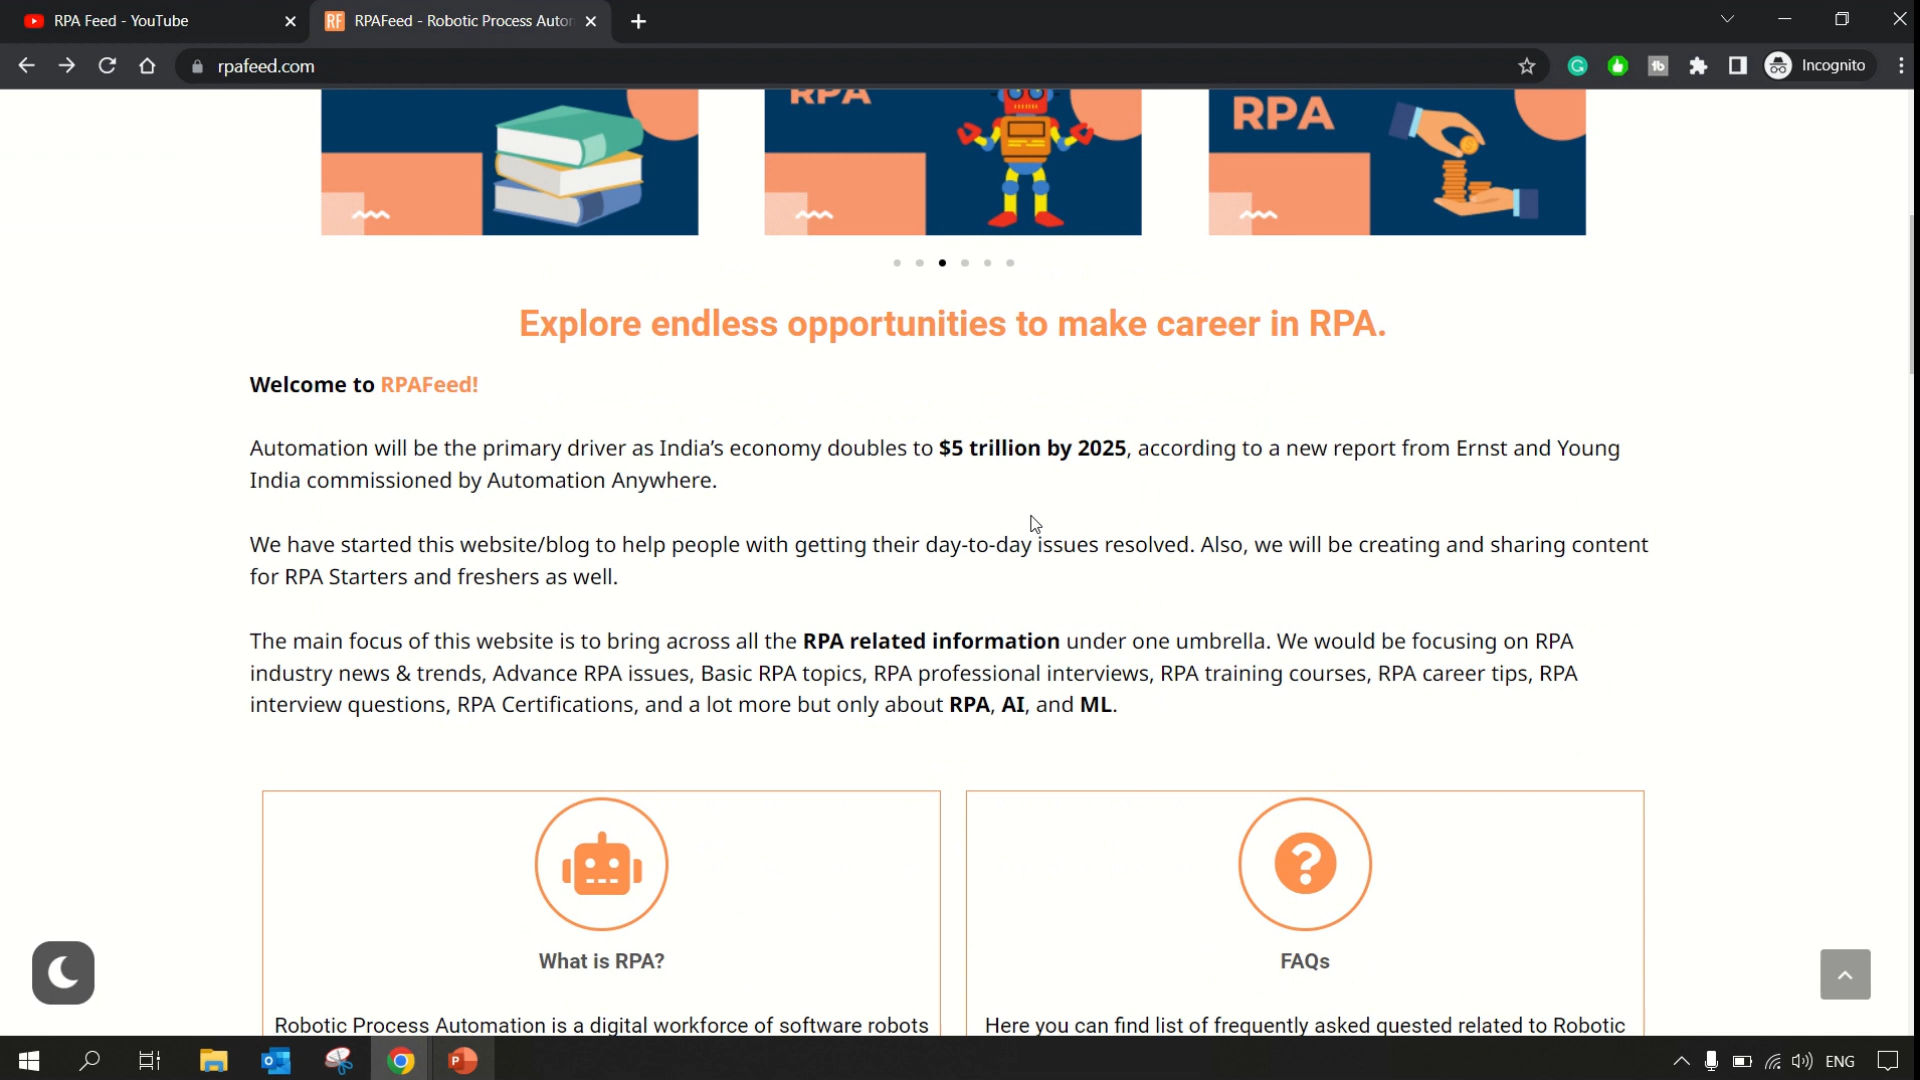 RPA Feed - YouTube
RPAFeed - Robotic Process Autor
rpafeed.com
Incognito
RPA
RPA
Explore endless opportunities to make career in RPA.
Welcome to RPAFeed!
Automation will be the primary driver as India's economy doubles to $5 trillion by 2025, according to a new report from Ernst and Young
India commissioned by Automation Anywhere.
We have started this website/blog to help people with getting their day-to-day issues resolved. Also, we will be creating and sharing content
for RPA Starters and freshers as well.
The main focus of this website is to bring across all the RPA related information under one umbrella. We would be focusing on RPA
industry news & trends, Advance RPA issues, Basic RPA topics, RPA professional interviews, RPA training courses, RPA career tips, RPA
interview questions, RPA Certifications, and a lot more but only about RPA, AI, and ML.
What is RPA?
FAQs
Robotic Process Automation is a digital workforce of software robots
Here you can find list of frequently asked quested related to Robotic
ENG